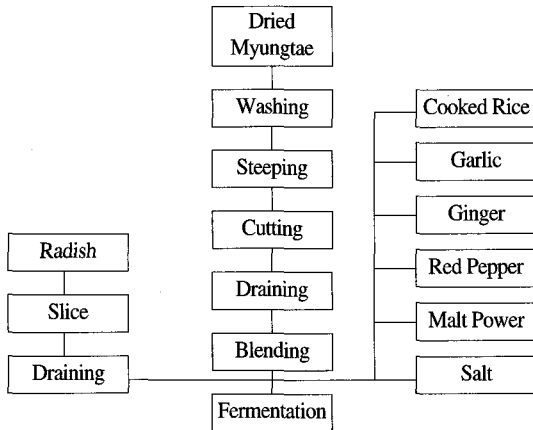 Dried
Myungtae
Washing
Steeping
Cutting
Draining
Blending
Fermentation
Radish
Slice
Draining
Cooked Rice
Garlic
Ginger
Red Pepper
Malt Power
Salt